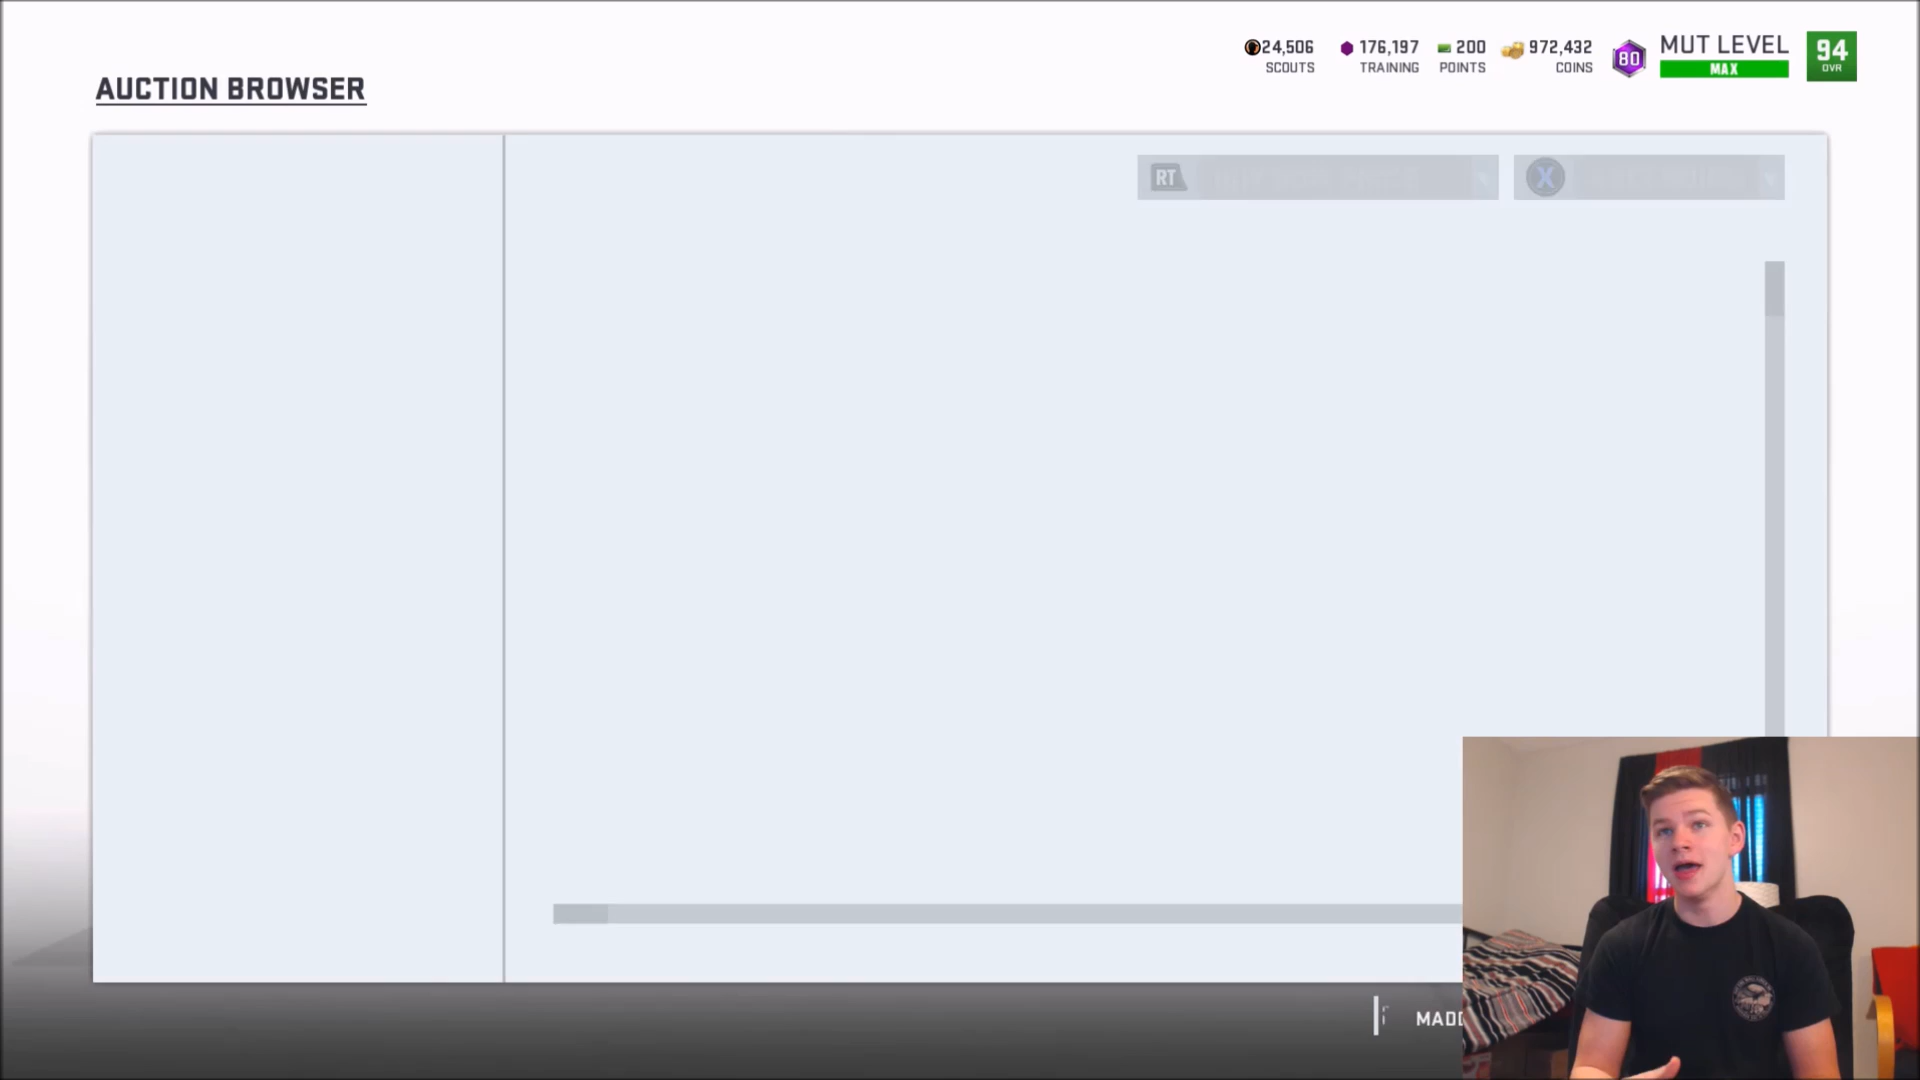 24,506
SCOUTS
176,197
TRAINING
200
POINTS
972,432
COINS
80
MUT LEVEL
MAX
94
OVR
AUCTION BROWSER
RT
X
MADD